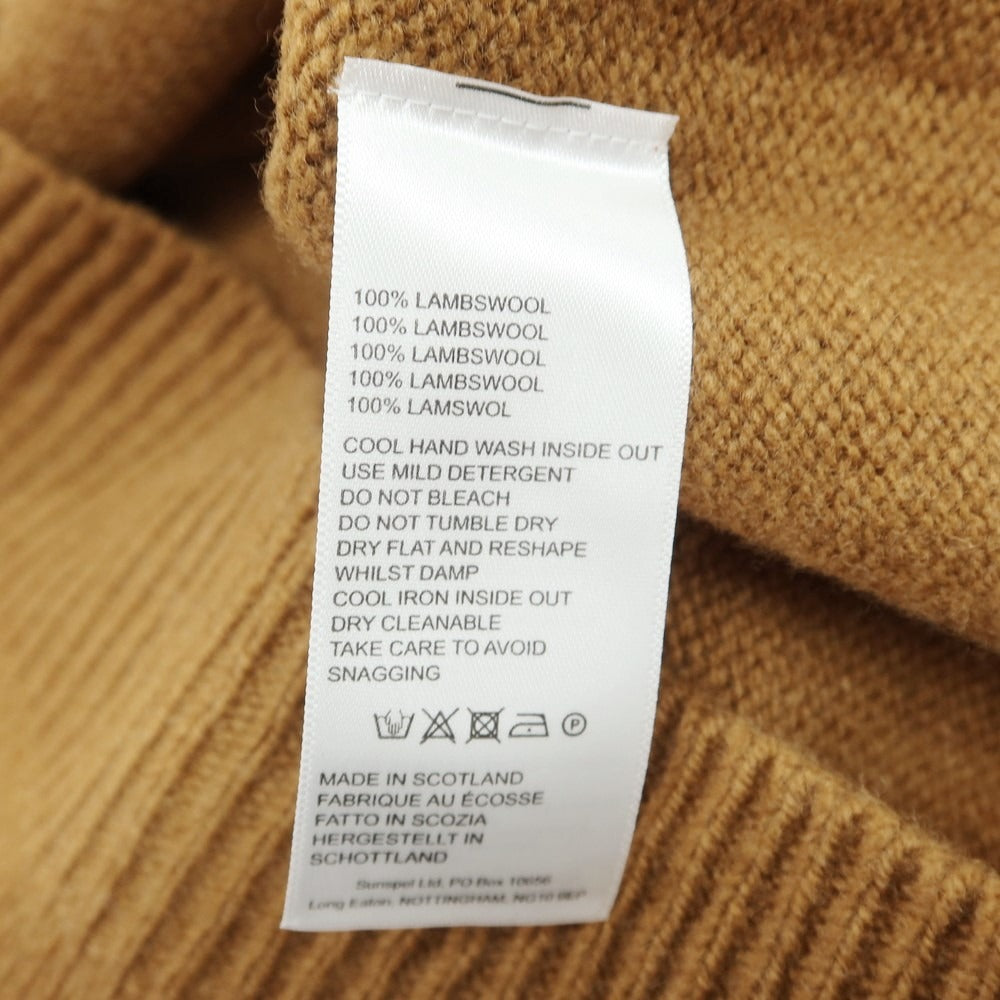 100% LAMBSWOOL
100% LAMBSWOOL
100% LAMBSWOOL
100% LAMBSWOOL
100% LAMSWOL
COOL HAND WASH INSIDE OUT
USE MILD DETERGENT
DO NOT BLEACH
DO NOT TUMBLE DRY
DRY FLAT AND RESHAPE
WHILST DAMP
COOL IRON INSIDE OUT
DRY CLEANABLE
TAKE CARE TO AVOID
SNAGGING
P
MADE IN SCOTLAND
FABRIQUE AU ÉCOSSE
FATTO IN SCOZIA
HERGESTELLT IN
SCHOTTLAND
Sunspel Ltd. PO Box 10656
Long Eaton, NOTTINGHAM, NG10